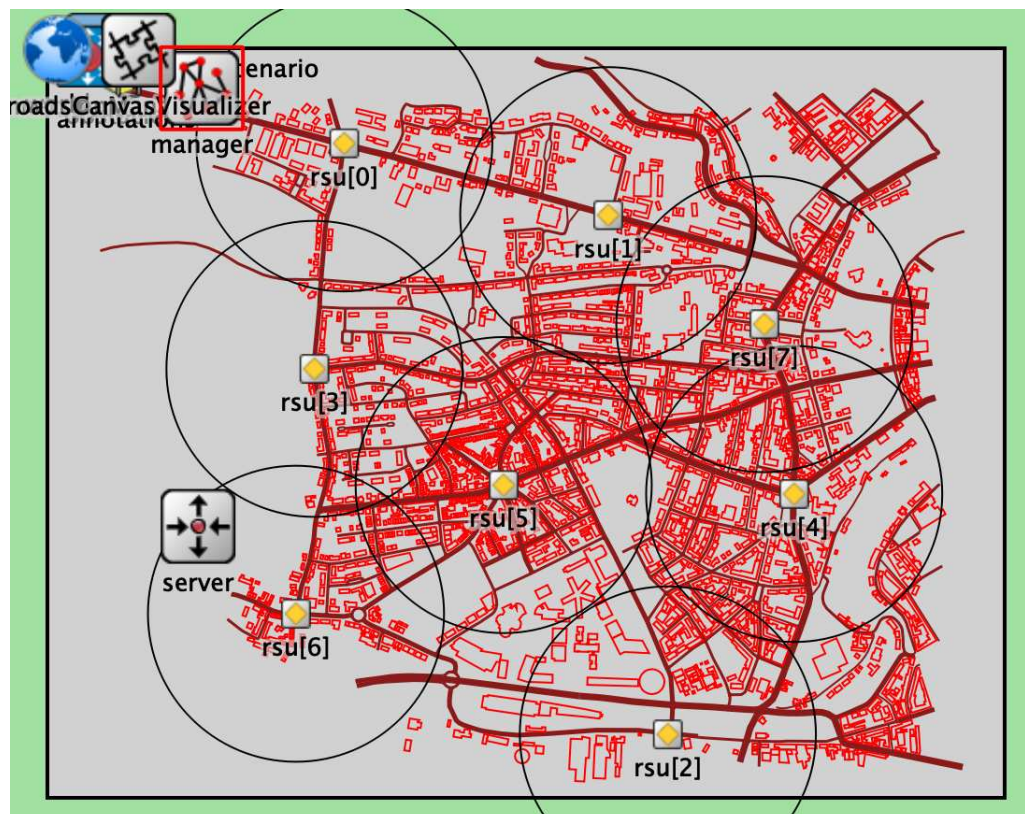 enario
roadsCanvasVisualizer
annotations
manager
rsu[0]
rsu[1]
rsu[7]
rsu[3]
rsu[5]
rsu[4]
server
rsu[6]
rsu[2]